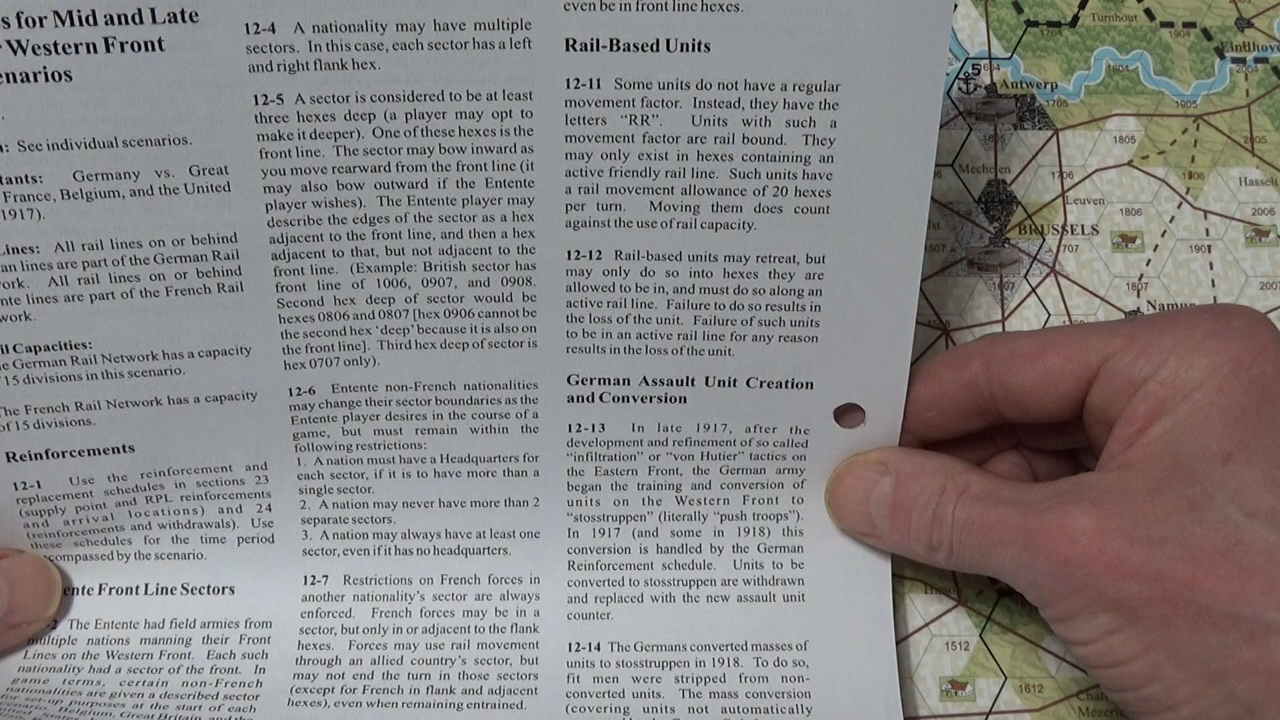 s for Mid and Late
Western Front
enarios
: See individual scenarios.
tants: Germany vs. Great
France, Belgium, and the United
1917).
Lines: All rail lines on or behind
an lines are part of the German Rail
ork. All rail lines on or behind
nte lines are part of the French Rail
work.
il Capacities:
e German Rail Network has a capacity
15 divisions in this scenario.
The French Rail Network has a capacity
of 15 divisions.
Reinforcements
12-1 Use the reinforcement and
replacement schedules in sections 23
(supply point and RPL reinforcements
and arrival locations) and 24
(reinforcements and withdrawals). Use
these schedules for the time period
compassed by the scenario.
ente Front Line Sectors
2 The Entente had field armies from
multiple nations manning their Front
Lines on the Western Front. Each such
nationality had a sector of the front. In
game terms, certain non-French
nationalities are given a described sector
for set-up purposes at the start of each
12-4 A nationality may have multiple
sectors. In this case, each sector has a left
and right flank hex.
12-5 A sector is considered to be at least
three hexes deep (a player may opt to
make it deeper). One of these hexes is the
front line. The sector may bow inward as
you move rearward from the front line (it
may also bow outward if the Entente
player wishes). The Entente player may
describe the edges of the sector as a hex
adjacent to the front line, and then a hex
adjacent to that, but not adjacent to the
front line. (Example: British sector has
front line of 1006, 0907, and 0908.
Second hex deep of sector would be
hexes 0806 and 0807 [hex 0906 cannot be
the second hex ‘deep’ because it is also on
the front line]. Third hex deep of sector is
hex 0707 only).
12-6 Entente non-French nationalities
may change their sector boundaries as the
Entente player desires in the course of a
game, but must remain within the
following restrictions:
1. A nation must have a Headquarters for
each sector, if it is to have more than a
single sector.
2. A nation may never have more than 2
separate sectors.
3. A nation may always have at least one
sector, even if it has no headquarters.
12-7 Restrictions on French forces in
another nationality's sector are always
enforced. French forces may be in a
sector, but only in or adjacent to the flank
hexes. Forces may use rail movement
through an allied country's sector, but
may not end the turn in those sectors
(except for French in flank and adjacent
hexes), even when remaining entrained.
even be in front line hexes.
Rail-Based Units
12-11 Some units do not have a regular
movement factor. Instead, they have the
letters “RR”. Units with such a
movement factor are rail bound. They
may only exist in hexes containing an
active friendly rail line. Such units have
a rail movement allowance of 20 hexes
per turn. Moving them does count
against the use of rail capacity.
12-12 Rail-based units may retreat, but
may only do so into hexes they are
allowed to be in, and must do so along an
active rail line. Failure to do so results in
the loss of the unit. Failure of such units
to be in an active rail line for any reason
results in the loss of the unit.
German Assault Unit Creation
and Conversion
12-13 In late 1917, after the
development and refinement of so called
“infiltration” or “von Hutier” tactics on
the Eastern Front, the German army
began the training and conversion of
units on the Western Front to
“stosstruppen” (literally “push troops”).
In 1917 (and some in 1918) this
conversion is handled by the German
Reinforcement schedule. Units to be
converted to stosstruppen are withdrawn
and replaced with the new assault unit
counter.
12-14 The Germans converted masses of
units to stosstruppen in 1918. To do so,
fit men were stripped from non-
converted units. The mass conversion
(covering units not automatically
Turnhout
1704
1904
Eindhov
2004
5
1604
1804
Antwerp
1705
1905
1805
2005
Mechelen
1706
1906
Hasselt
Leuven
1806
2006
BRUSSELS
1507
1707
1907
1607
1807
2007
Namur
1512
1612